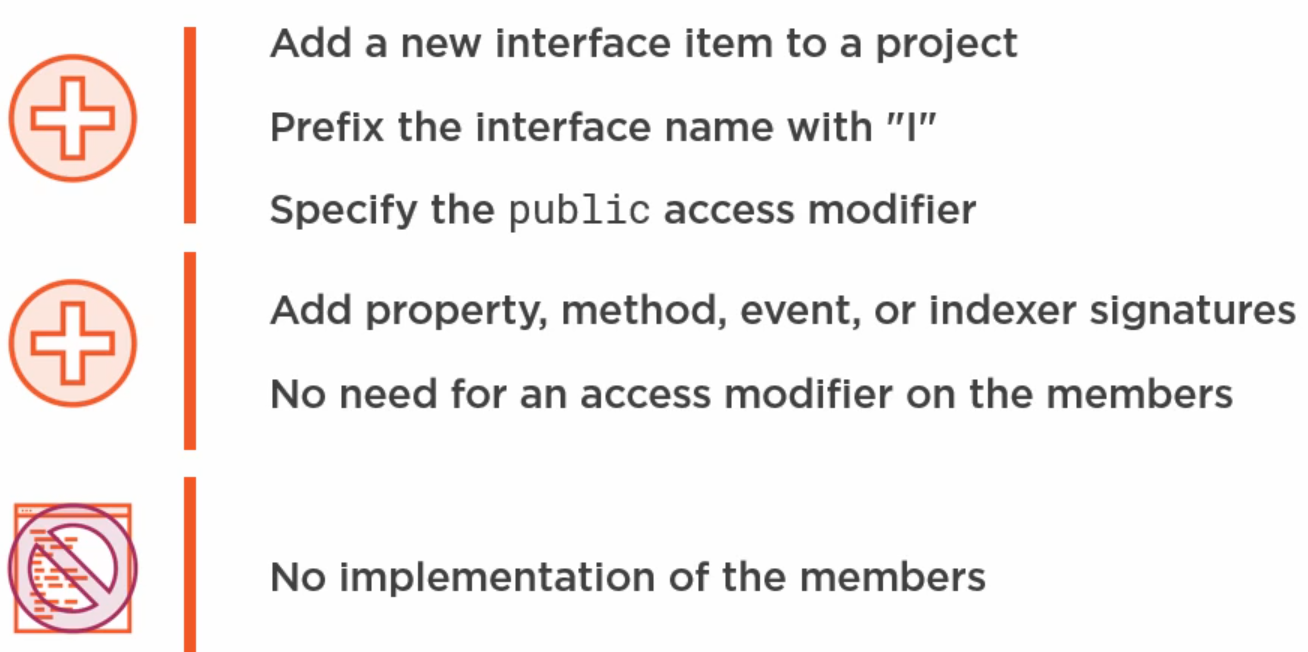 Add a new interface item to a project
Prefix the interface name with "I"
Specify the public access modifier
Add property, method, event, or indexer signatures
No need for an access modifier on the members
No implementation of the members